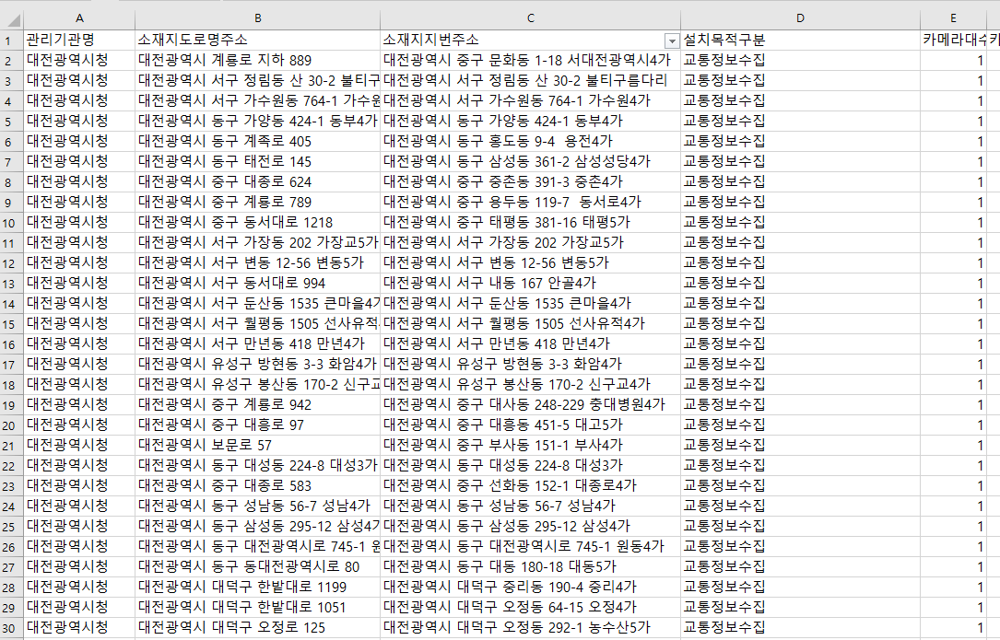 A B C D E
1 관리기관명 소재지도로명주소 소재지지번주소 설치목적구분 카메라대수 카
2 대전광역시청 대전광역시 계룡로 지하 889 대전광역시 중구 문화동 1-18 서대전광역시4가 교통정보수집 1
3 대전광역시청 대전광역시 서구 정림동 산 30-2 불티구 대전광역시 서구 정림동 산 30-2 불티구름다리 교통정보수집 1
4 대전광역시청 대전광역시 서구 가수원동 764-1 가수원 대전광역시 서구 가수원동 764-1 가수원4가 교통정보수집 1
5 대전광역시청 대전광역시 동구 가양동 424-1 동부4가 대전광역시 동구 가양동 424-1 동부4가 교통정보수집 1
6 대전광역시청 대전광역시 동구 계족로 405 대전광역시 동구 홍도동 9-4  용전4가 교통정보수집 1
7 대전광역시청 대전광역시 동구 태전로 145 대전광역시 동구 삼성동 361-2 삼성성당4가 교통정보수집 1
8 대전광역시청 대전광역시 중구 대종로 624 대전광역시 중구 중촌동 391-3 중촌4가 교통정보수집 1
9 대전광역시청 대전광역시 중구 계룡로 789 대전광역시 중구 용두동 119-7  동서로4가 교통정보수집 1
10 대전광역시청 대전광역시 중구 동서대로 1218 대전광역시 중구 태평동 381-16 태평5가 교통정보수집 1
11 대전광역시청 대전광역시 서구 가장동 202 가장교5가 대전광역시 서구 가장동 202 가장교5가 교통정보수집 1
12 대전광역시청 대전광역시 서구 변동 12-56 변동5가 대전광역시 서구 변동 12-56 변동5가 교통정보수집 1
13 대전광역시청 대전광역시 서구 동서대로 994 대전광역시 서구 내동 167 안골4가 교통정보수집 1
14 대전광역시청 대전광역시 서구 둔산동 1535 큰마을4가 대전광역시 서구 둔산동 1535 큰마을4가 교통정보수집 1
15 대전광역시청 대전광역시 서구 월평동 1505 선사유적 대전광역시 서구 월평동 1505 선사유적4가 교통정보수집 1
16 대전광역시청 대전광역시 서구 만년동 418 만년4가 대전광역시 서구 만년동 418 만년4가 교통정보수집 1
17 대전광역시청 대전광역시 유성구 방현동 3-3 화암4가 대전광역시 유성구 방현동 3-3 화암4가 교통정보수집 1
18 대전광역시청 대전광역시 유성구 봉산동 170-2 신구교 대전광역시 유성구 봉산동 170-2 신구교4가 교통정보수집 1
19 대전광역시청 대전광역시 중구 계룡로 942 대전광역시 중구 대사동 248-229 충대병원4가 교통정보수집 1
20 대전광역시청 대전광역시 중구 대흥로 97 대전광역시 중구 대흥동 451-5 대고5가 교통정보수집 1
21 대전광역시청 대전광역시 보문로 57 대전광역시 중구 부사동 151-1 부사4가 교통정보수집 1
22 대전광역시청 대전광역시 동구 대성동 224-8 대성3가 대전광역시 동구 대성동 224-8 대성3가 교통정보수집 1
23 대전광역시청 대전광역시 중구 대종로 583 대전광역시 중구 선화동 152-1 대종로4가 교통정보수집 1
24 대전광역시청 대전광역시 동구 성남동 56-7 성남4가 대전광역시 동구 성남동 56-7 성남4가 교통정보수집 1
25 대전광역시청 대전광역시 동구 삼성동 295-12 삼성4가 대전광역시 동구 삼성동 295-12 삼성4가 교통정보수집 1
26 대전광역시청 대전광역시 동구 대전광역시로 745-1 원 대전광역시 동구 대전광역시로 745-1 원동4가 교통정보수집 1
27 대전광역시청 대전광역시 동구 동대전광역시로 80 대전광역시 동구 대동 180-18 대동5가 교통정보수집 1
28 대전광역시청 대전광역시 대덕구 한밭대로 1199 대전광역시 대덕구 중리동 190-4 중리4가 교통정보수집 1
29 대전광역시청 대전광역시 대덕구 한밭대로 1051 대전광역시 대덕구 오정동 64-15 오정4가 교통정보수집 1
30 대전광역시청 대전광역시 대덕구 오정로 125 대전광역시 대덕구 오정동 292-1 농수산5가 교통정보수집 1